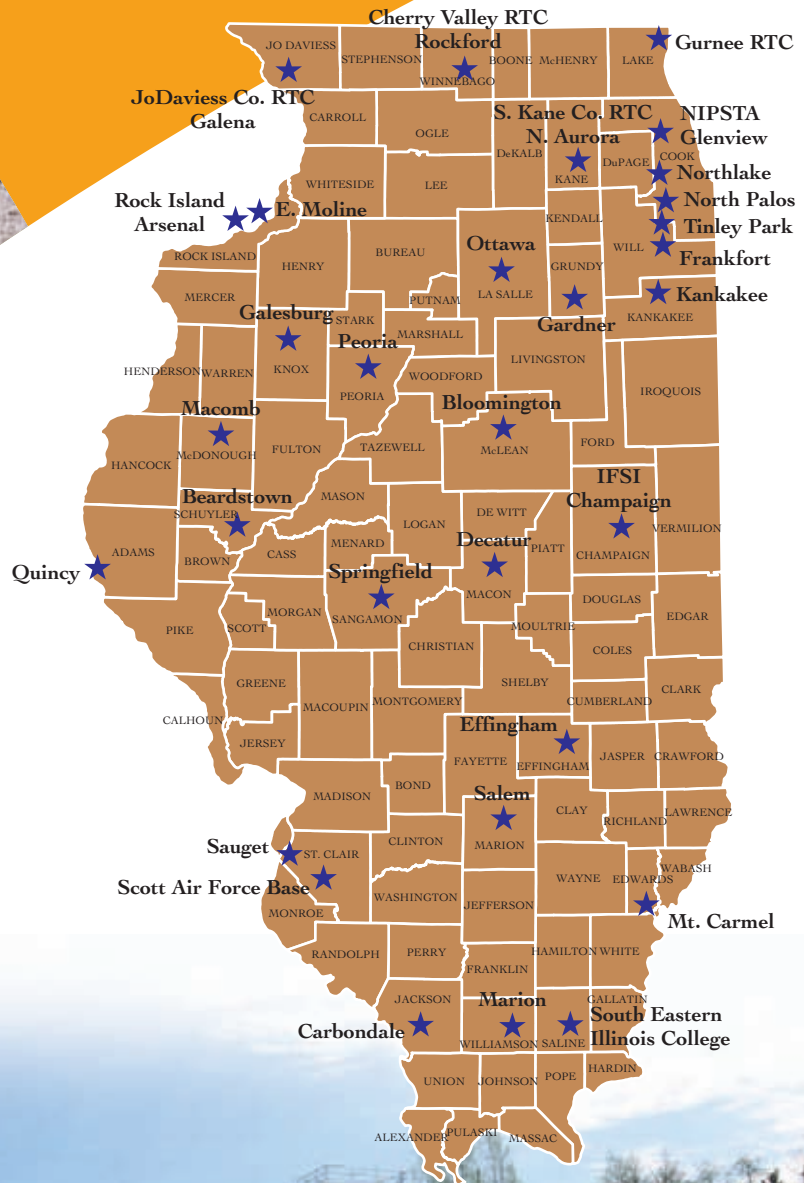 Cherry Valley RTC
Rockford
Gurnee RTC
JO DAVIESS
STEPHENSON
WINNEBAGO
BOONE
McHENRY
LAKE
JoDaviess Co. RTC
Galena
S. Kane Co. RTC
N. Aurora
NIPSTA
Glenview
CARROLL
OGLE
DeKALB
KANE
DuPAGE
COOK
Northlake
WHITESIDE
LEE
North Palos
Rock Island
Arsenal
E. Moline
KENDALL
Tinley Park
Ottawa
WILL
Frankfort
ROCK ISLAND
HENRY
BUREAU
GRUNDY
MERCER
PUTNAM
LA SALLE
Kankakee
Galesburg
STARK
MARSHALL
Gardner
KANKAKEE
Peoria
LIVINGSTON
HENDERSON
WARREN
KNOX
WOODFORD
PEORIA
IROQUOIS
Macomb
Bloomington
McDONOUGH
FULTON
TAZEWELL
McLEAN
FORD
HANCOCK
IFSI
Champaign
Beardstown
MASON
SCHUYLER
LOGAN
DE WITT
VERMILION
ADAMS
BROWN
CASS
MENARD
Decatur
PIATT
CHAMPAIGN
Quincy
Springfield
MACON
DOUGLAS
PIKE
SCOTT
MORGAN
SANGAMON
MOULTRIE
EDGAR
CHRISTIAN
COLES
GREENE
SHELBY
CLARK
CALHOUN
MACOUPIN
MONTGOMERY
CUMBERLAND
JERSEY
Effingham
FAYETTE
EFFINGHAM
JASPER
CRAWFORD
MADISON
BOND
Salem
CLAY
RICHLAND
LAWRENCE
Sauget
ST. CLAIR
CLINTON
MARION
WABASH
Scott Air Force Base
WAYNE
EDWARDS
WASHINGTON
JEFFERSON
MONROE
Mt. Carmel
RANDOLPH
PERRY
HAMILTON
WHITE
FRANKLIN
JACKSON
Marion
GALLATIN
Carbondale
South Eastern
Illinois College
WILLIAMSON
SALINE
UNION
JOHNSON
POPE
HARDIN
ALEXANDER
PULASKI
MASSAC